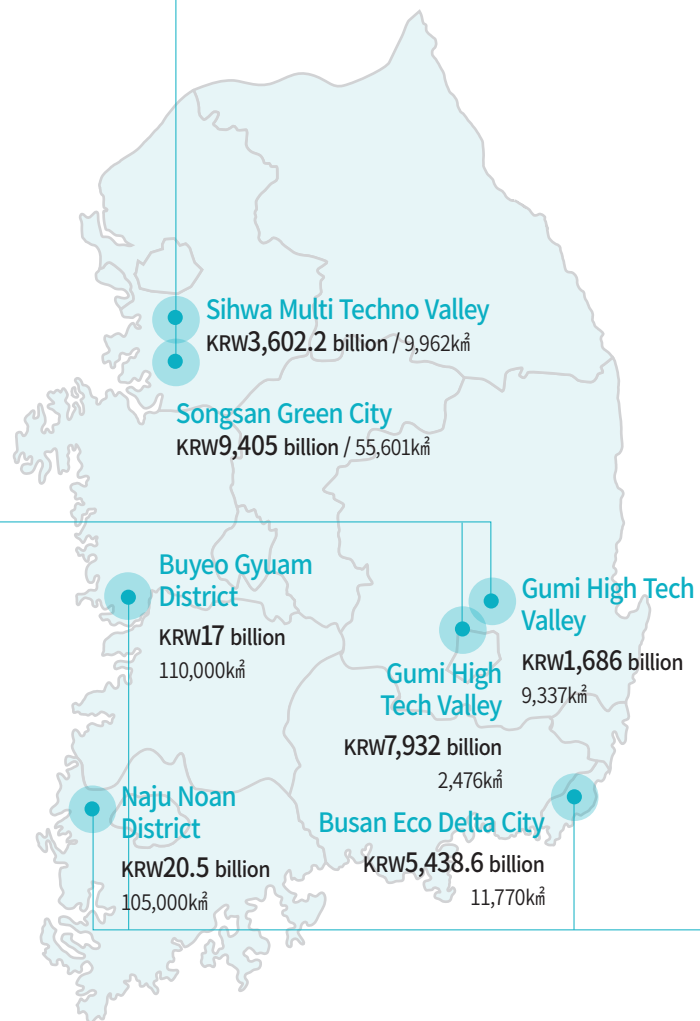 Sihwa Multi Techno Valley
KRW3,602.2 billion / 9,962㎢
Songsan Green City
KRW9,405 billion / 55,601㎢
Buyeo Gyuam
District
KRW17 billion
110,000㎢
Gumi High Tech
Valley
KRW1,686 billion
9,337㎢
Gumi High
Tech Valley
KRW7,932 billion
2,476㎢
Naju Noan
District
KRW20.5 billion
105,000㎢
Busan Eco Delta City
KRW5,438.6 billion
11,770㎢